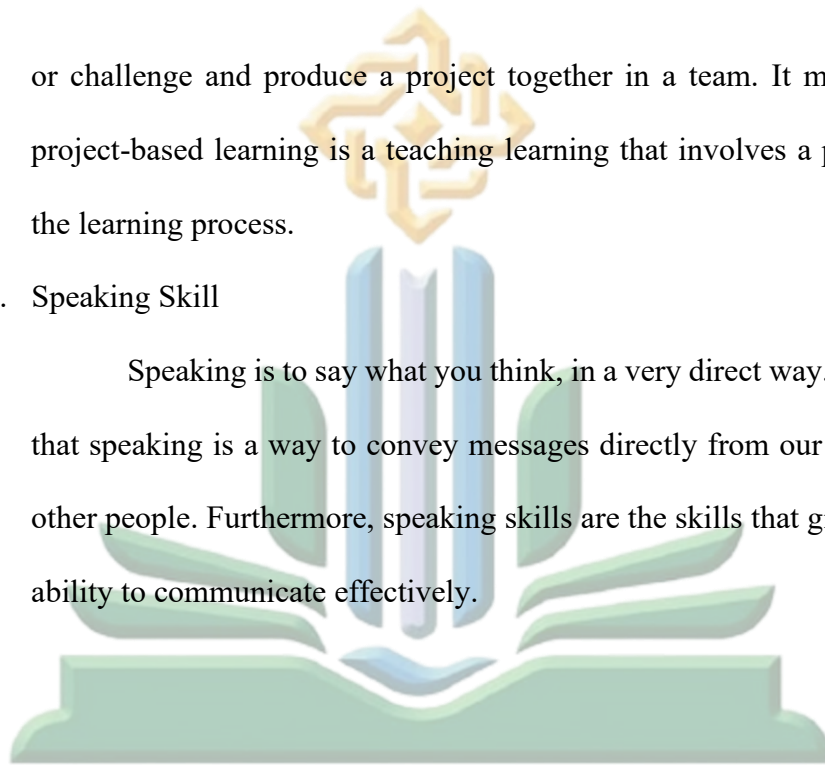 or challenge and produce a project together in a team. It m
project-based learning is a teaching learning that involves a
the learning process.
. Speaking Skill
Speaking is to say what you think, in a very direct way.
that speaking is a way to convey messages directly from our
other people. Furthermore, speaking skills are the skills that
ability to communicate effectively.